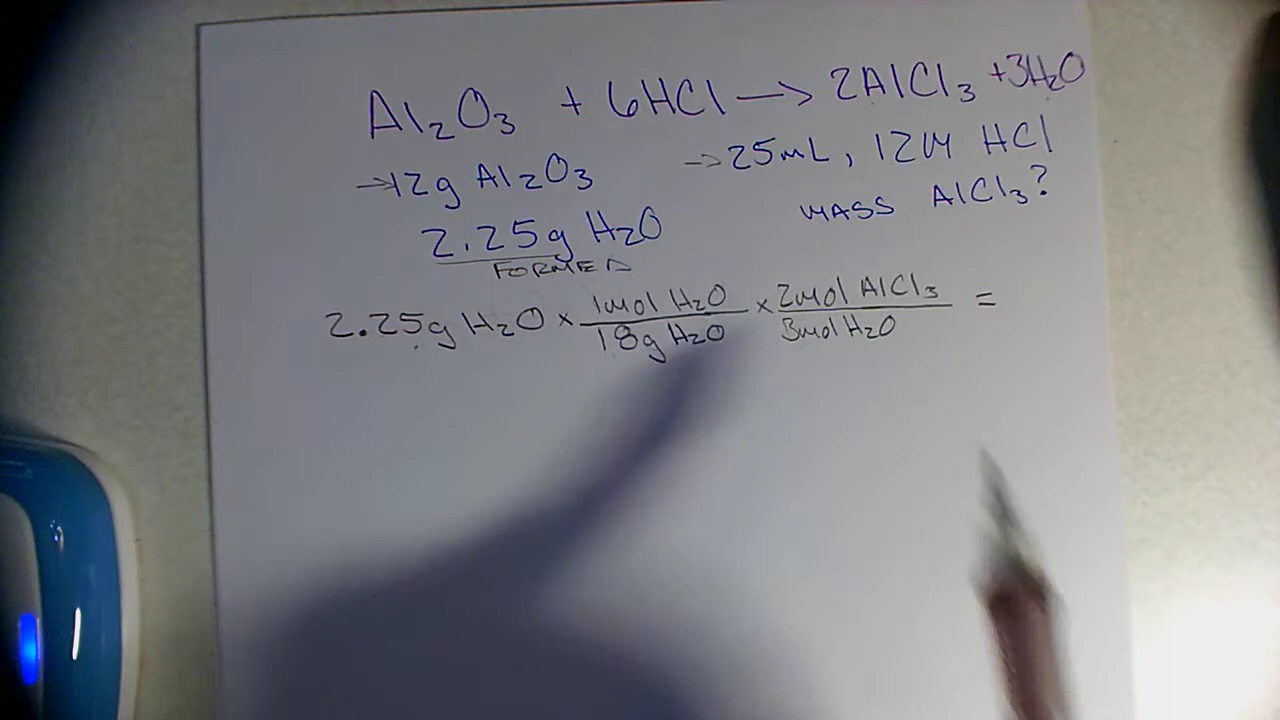 Al₂O₃ + 6HCl → 2AlCl₃ + 3H₂O
→12g Al₂O₃ →25mL, 12M HCl
2.25g H₂O MASS AlCl₃?
FORMED
2.25g H₂O × 1mol H₂O / 18g H₂O × 2mol AlCl₃ / 3mol H₂O =